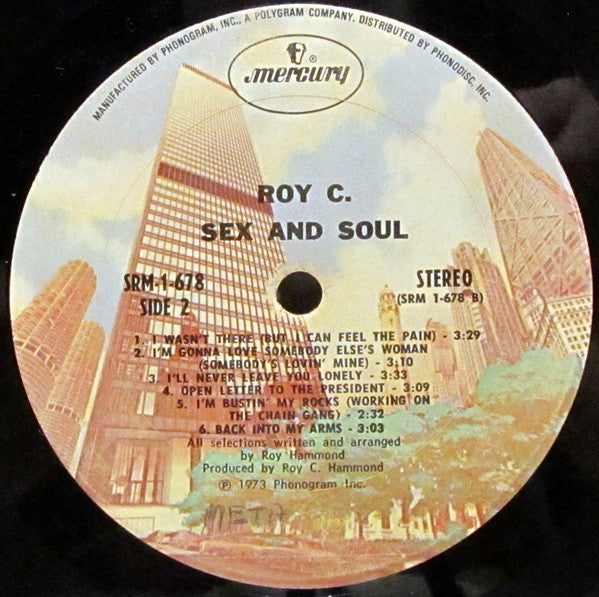 MANUFACTURED BY PHONOGRAM, INC., A POLYGRAM COMPANY. DISTRIBUTED BY PHONODISC, INC.
mercury ®
ROY C.
SEX AND SOUL
SRM-1-678
SIDE 2
STEREO
(SRM 1-678 B)
1. I WASN'T THERE (BUT I CAN FEEL THE PAIN) - 3:29
2. I'M GONNA LOVE SOMEBODY ELSE'S WOMAN
(SOMEBODY'S LOVIN' MINE) - 3:10
3. I'LL NEVER LEAVE YOU LONELY - 3:33
4. OPEN LETTER TO THE PRESIDENT - 3:09
5. I'M BUSTIN' MY ROCKS (WORKING ON
THE CHAIN GANG) - 2:32
6. BACK INTO MY ARMS - 3:03
All selections written and arranged
by Roy Hammond
Produced by Roy C. Hammond
℗ 1973 Phonogram Inc.